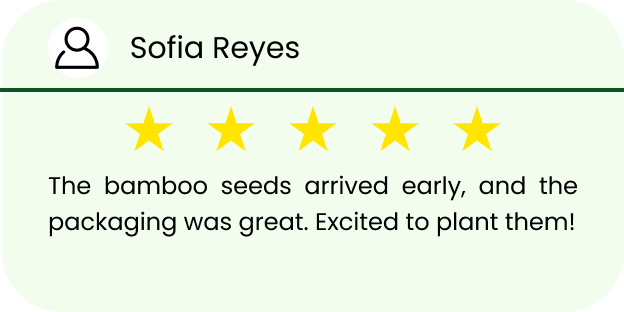 Sofia Reyes
The bamboo seeds arrived early, and the
packaging was great. Excited to plant them!